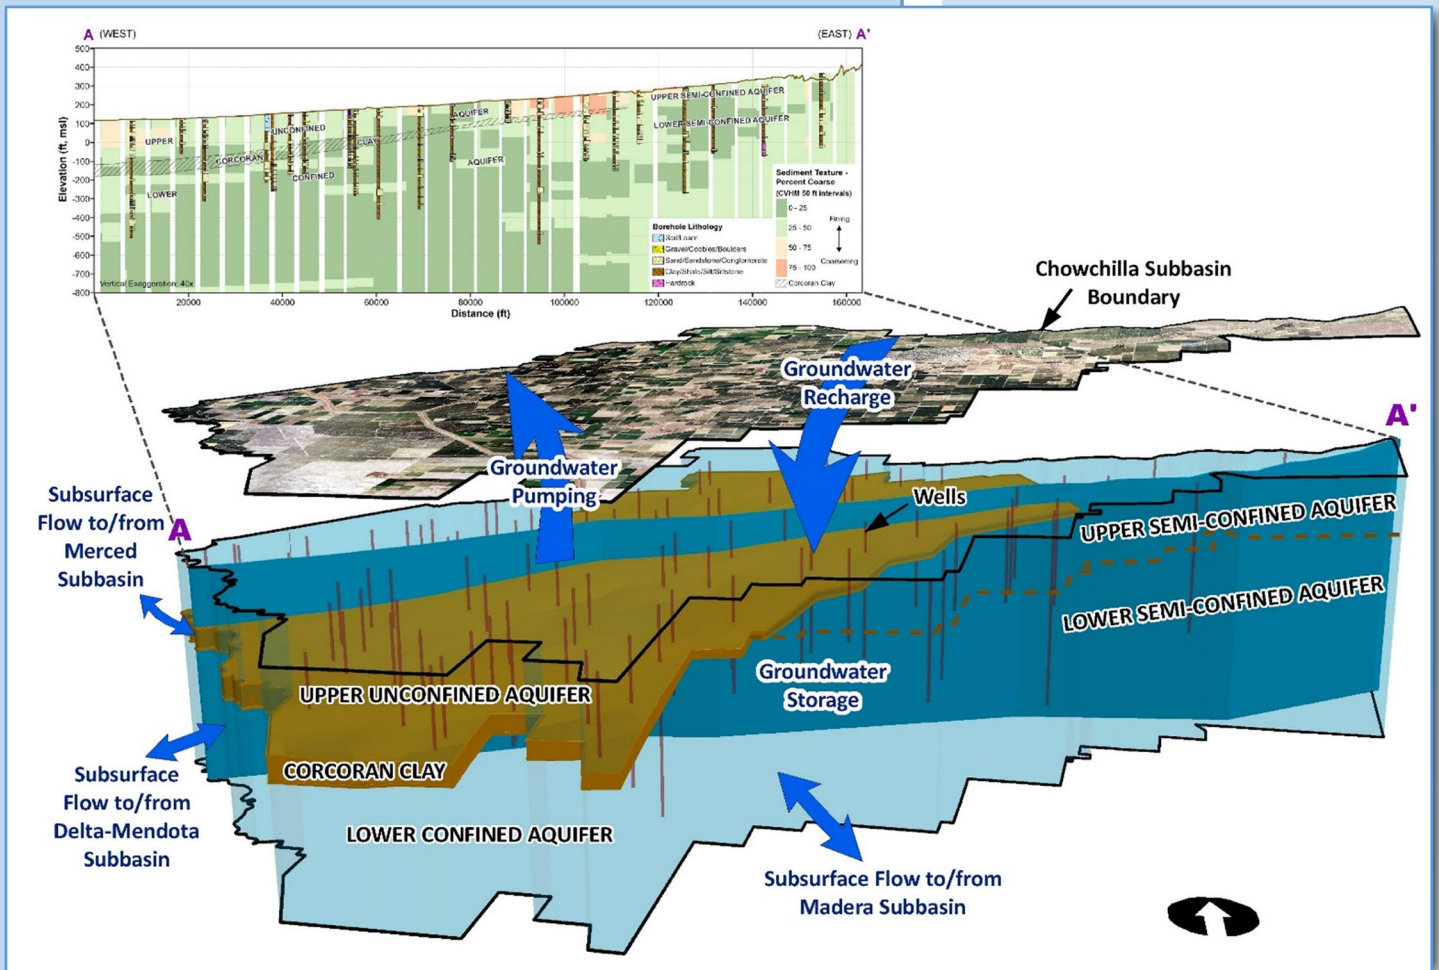 A (WEST)
(EAST) A'
500
400
300
200
100
0
-100
-200
-300
-400
-500
-600
-700
-800
Elevation (ft, msl)
UPPER
UNCONFINED
AQUIFER
UPPER SEMI-CONFINED AQUIFER
CORCORAN
CLAY
LOWER SEMI-CONFINED AQUIFER
LOWER
CONFINED
AQUIFER
Sediment Texture -
Percent Coarse
(CVHM 50 ft intervals)
0 - 25
25 - 50
50 - 75
75 - 100
Fining
Coarsening
Corcoran Clay
Borehole Lithology
Soil/Loam
Gravel/Cobbles/Boulders
Sand/Sandstone/Conglomerate
Clay/Shale/Silt/Siltstone
Hardrock
Vertical Exaggeration: 40x
20000
40000
60000
80000
100000
120000
140000
160000
Distance (ft)
Chowchilla Subbasin
Boundary
Groundwater
Recharge
A'
Groundwater
Pumping
Wells
Subsurface
Flow to/from
Merced
Subbasin
A
UPPER SEMI-CONFINED AQUIFER
LOWER SEMI-CONFINED AQUIFER
Groundwater
Storage
UPPER UNCONFINED AQUIFER
CORCORAN CLAY
Subsurface
Flow to/from
Delta-Mendota
Subbasin
LOWER CONFINED AQUIFER
Subsurface Flow to/from
Madera Subbasin